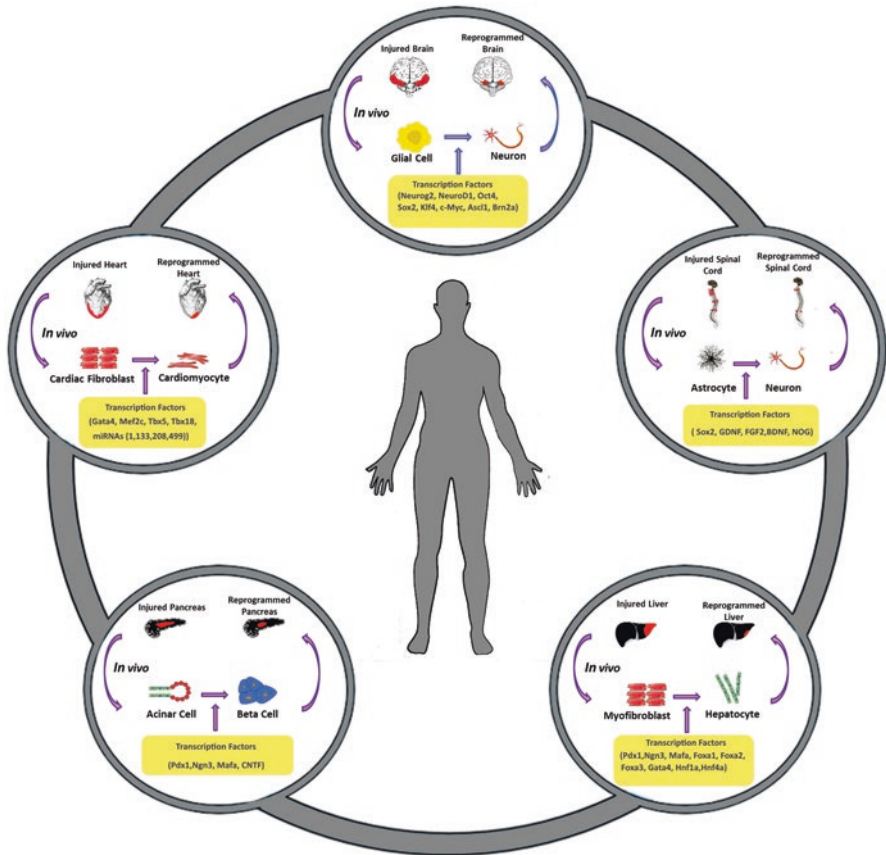 Injured Brain
Reprogrammed
Brain
In vivo
Glial Cell
Neuron
Transcription Factors
(Neurog2, NeuroD1, Oct4,
Sox2, Klf4, c-Myc, Ascl1, Brn2a)
Injured Heart
Reprogrammed
Heart
In vivo
Cardiac Fibroblast
Cardiomyocyte
Transcription Factors
(Gata4, Mef2c, Tbx5, Tbx18,
miRNAs (1,133,208,499))
Injured Spinal
Cord
Reprogrammed
Spinal Cord
In vivo
Astrocyte
Neuron
Transcription Factors
( Sox2, GDNF, FGF2,BDNF, NOG)
Injured Pancreas
Reprogrammed
Pancreas
In vivo
Acinar Cell
Beta Cell
Transcription Factors
(Pdx1,Ngn3, Mafa, CNTF)
Injured Liver
Reprogrammed
Liver
In vivo
Myofibroblast
Hepatocyte
Transcription Factors
(Pdx1,Ngn3, Mafa, Foxa1, Foxa2,
Foxa3, Gata4, Hnf1a,Hnf4a)